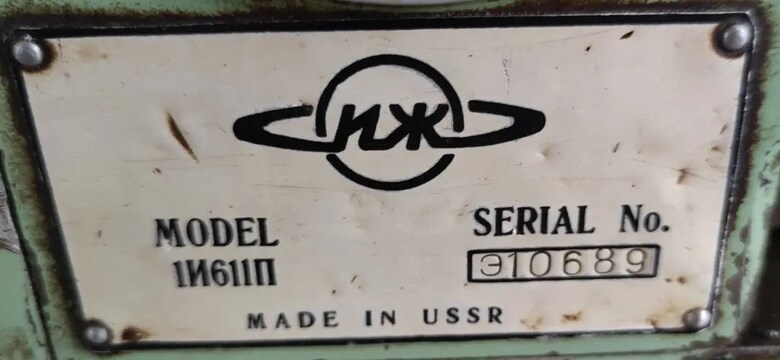 ИЖ
MODEL
1И611П
SERIAL No.
Э10689
MADE IN USSR